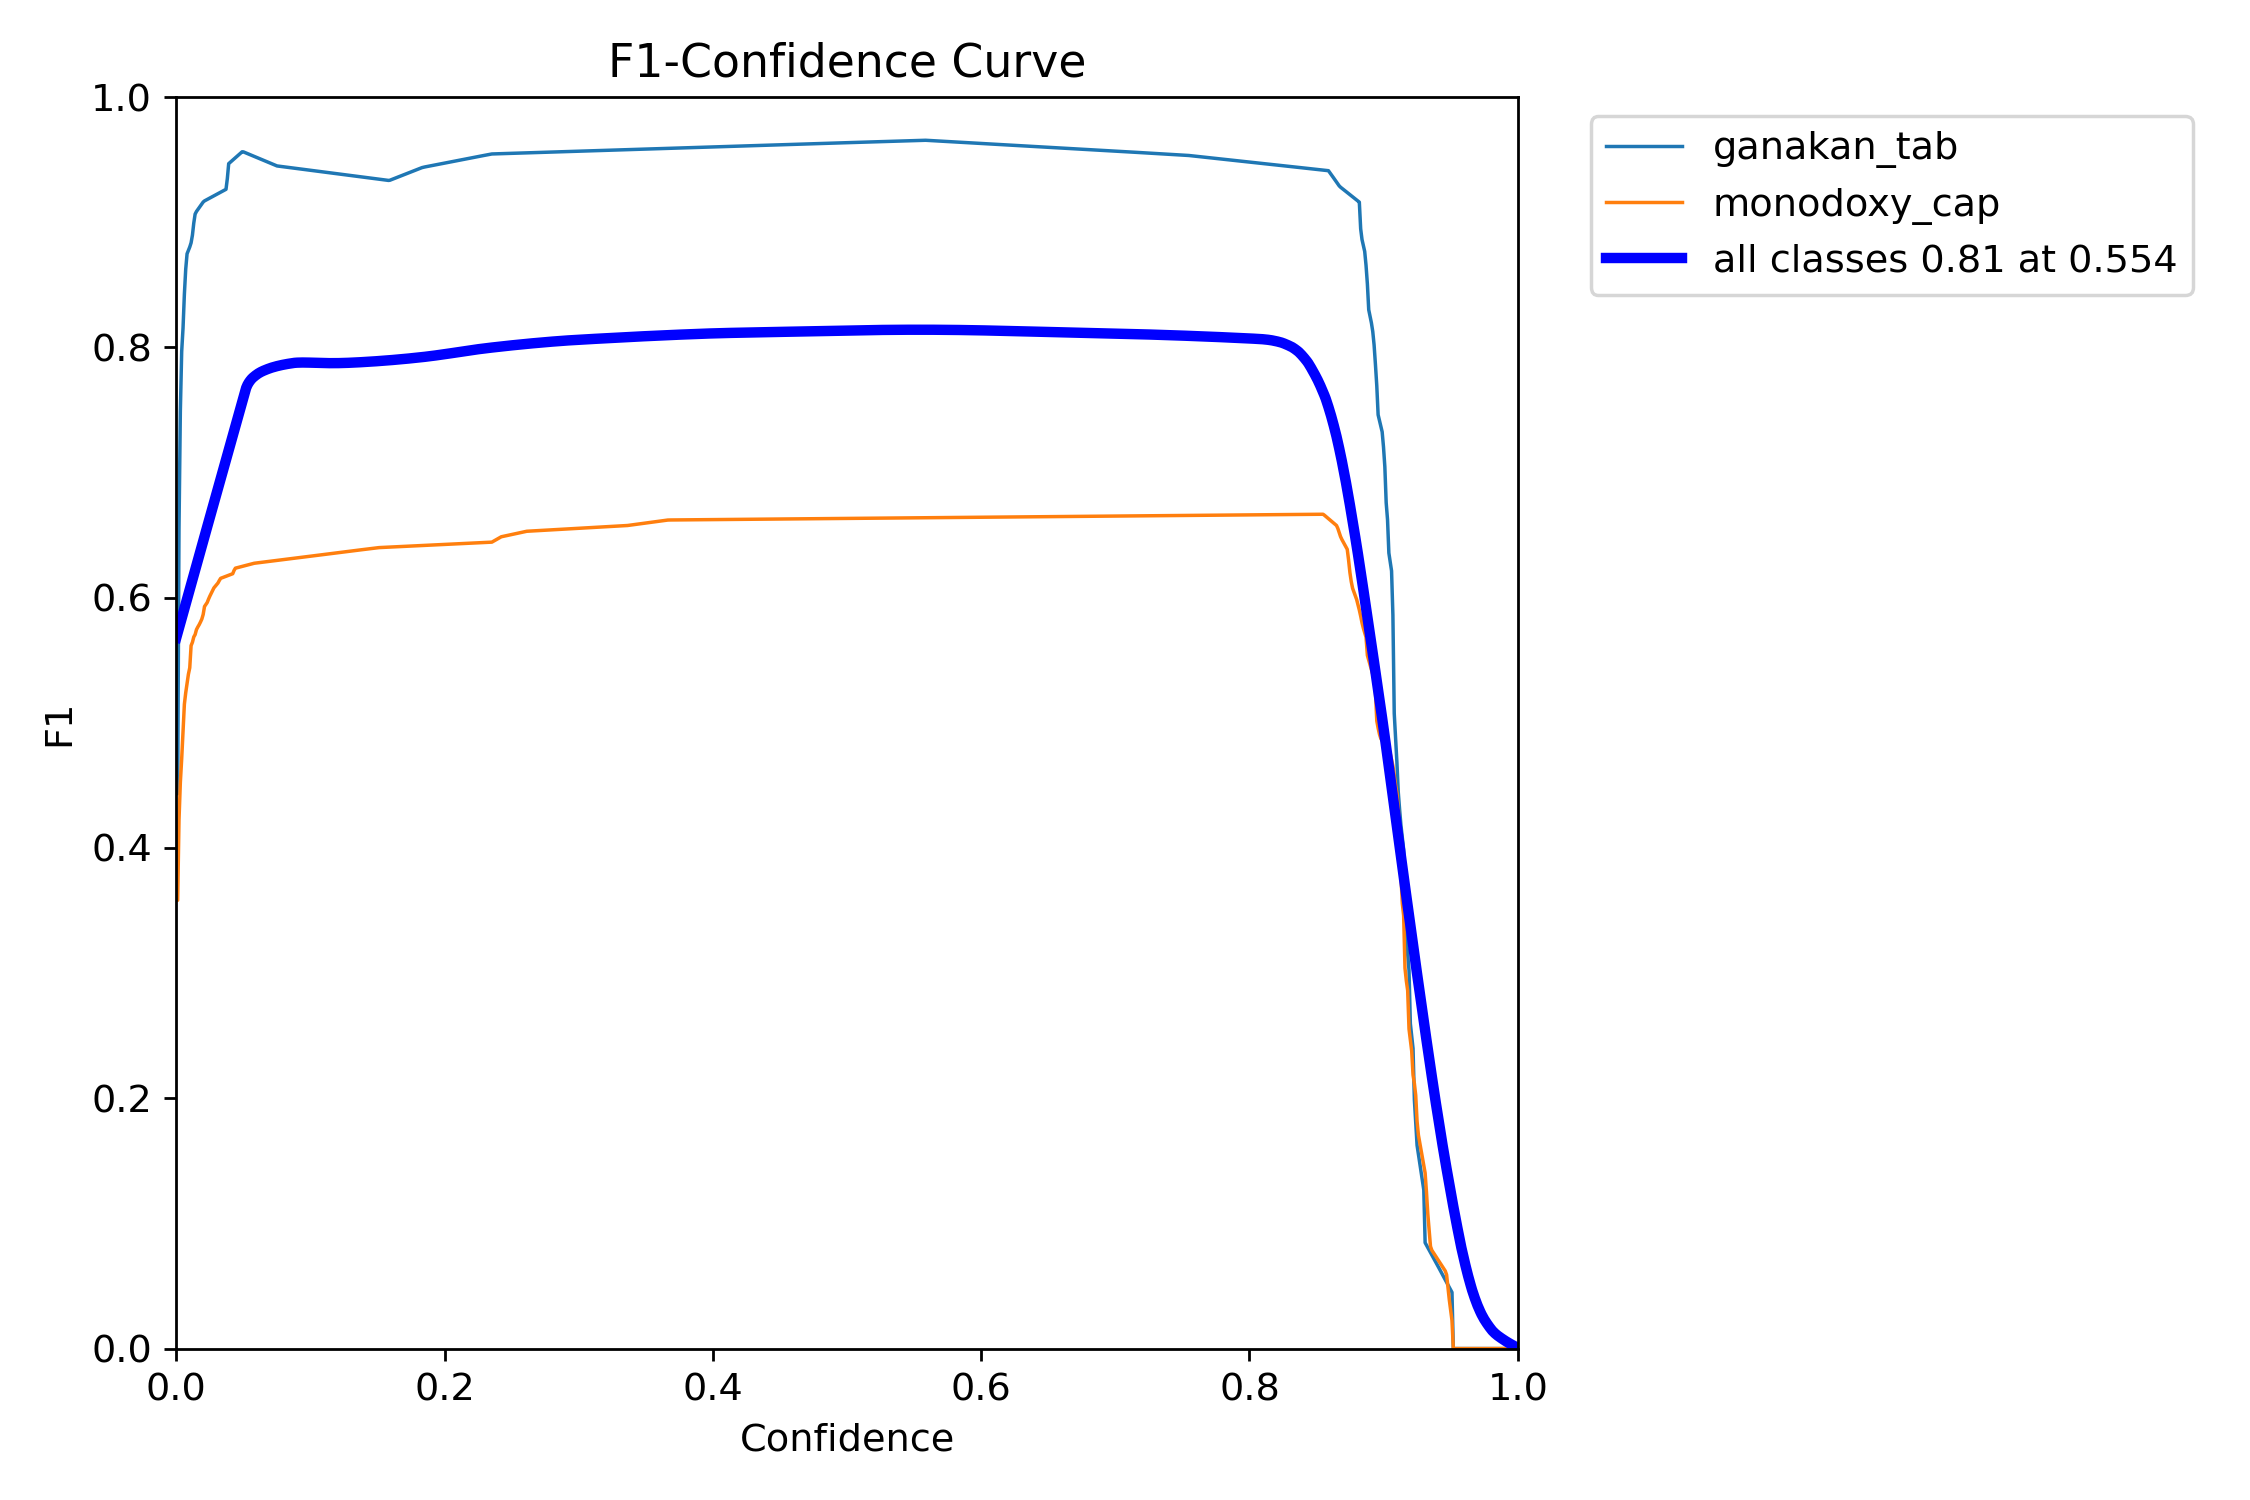 F1-Confidence Curve
1.0
0.8
0.6
0.4
0.2
0.0
F1
0.0 0.2 0.4 0.6 0.8 1.0
Confidence
ganakan_tab
monodoxy_cap
all classes 0.81 at 0.554